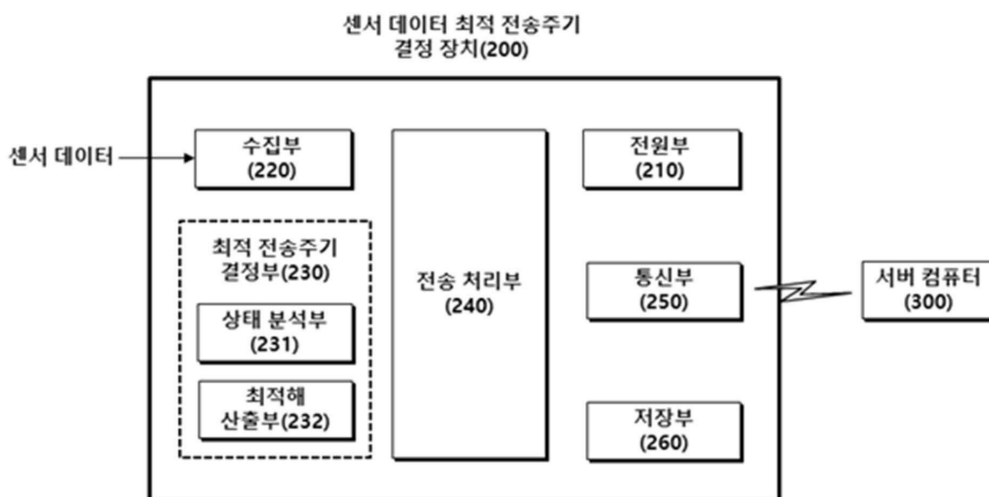 센서 데이터 최적 전송주기
결정 장치(200)
센서 데이터
수집부
(220)
최적 전송주기
결정부(230)
상태 분석부
(231)
최적해
산출부(232)
전송 처리부
(240)
전원부
(210)
통신부
(250)
저장부
(260)
서버 컴퓨터
(300)